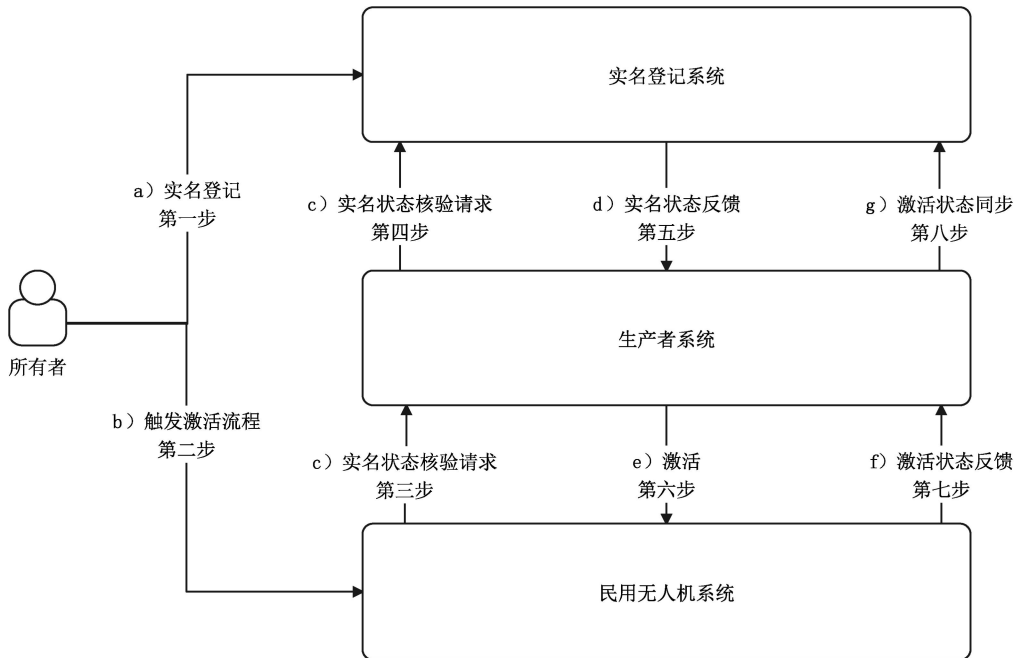 实名登记系统
a）实名登记
第一步
c）实名状态核验请求
第四步
d）实名状态反馈
第五步
g）激活状态同步
第八步
所有者
生产者系统
b）触发激活流程
第二步
c）实名状态核验请求
第三步
e）激活
第六步
f）激活状态反馈
第七步
民用无人机系统